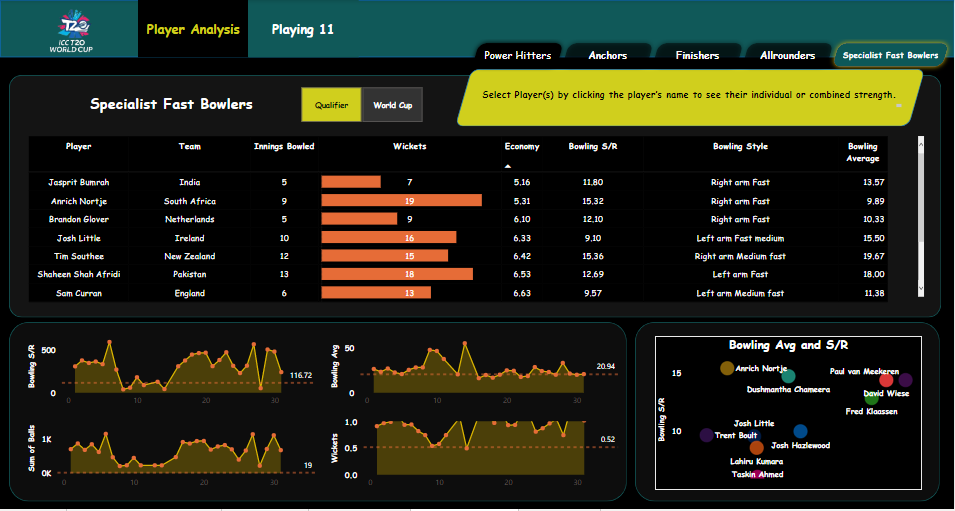 T20
ICC T20
WORLD CUP
Player Analysis
Playing 11
Power Hitters
Anchors
Finishers
Allrounders
Specialist Fast Bowlers
Specialist Fast Bowlers
Qualifier
World Cup
Select Player(s) by clicking the player's name to see their individual or combined strength.
Player Team Innings Bowled Wickets Economy Bowling S/R Bowling Style Bowling Average
Jasprit Bumrah India 5 7 5.16 11.80 Right arm Fast 13.57
Anrich Nortje South Africa 9 19 5.31 15.32 Right arm Fast 9.89
Brandon Glover Netherlands 5 9 6.10 12.10 Right arm Fast 10.33
Josh Little Ireland 10 16 6.33 9.10 Left arm Fast medium 15.50
Tim Southee New Zealand 12 15 6.42 15.36 Right arm Medium fast 19.67
Shaheen Shah Afridi Pakistan 13 18 6.53 12.69 Left arm Fast 18.00
Sam Curran England 6 13 6.63 9.57 Left arm Medium fast 11.38
Bowling S/R
500
0
116.72
0 10 20 30
Bowling Avg
50
0
20.94
0 10 20 30
Sum of Balls
1K
0K
19
0 10 20 30
Wickets
1,0
0,5
0,0
0.52
0 10 20 30
Bowling Avg and S/R
Bowling S/R
15
10
Anrich Nortje
Dushmantha Chameera
Paul van Meekeren
David Wiese
Fred Klaassen
Josh Little
Trent Boult
Josh Hazlewood
Lahiru Kumara
Taskin Ahmed